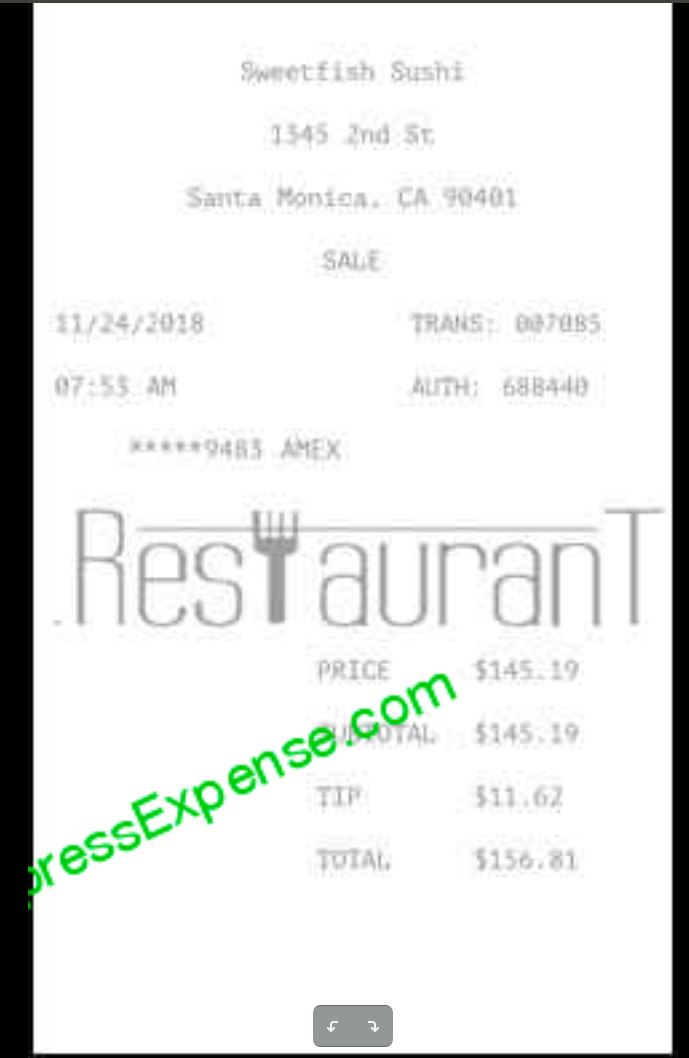 Sweetfish Sushi
1345 2nd St
Santa Monica, CA 90401
SALE
11/24/2018 TRANS: 007085
07:53 AM AUTH: 688440
*****9483 AMEX
RestauranT
PRICE $145.19
SUBTOTAL $145.19
TIP $11.62
TOTAL $156.81
pressExpense.com